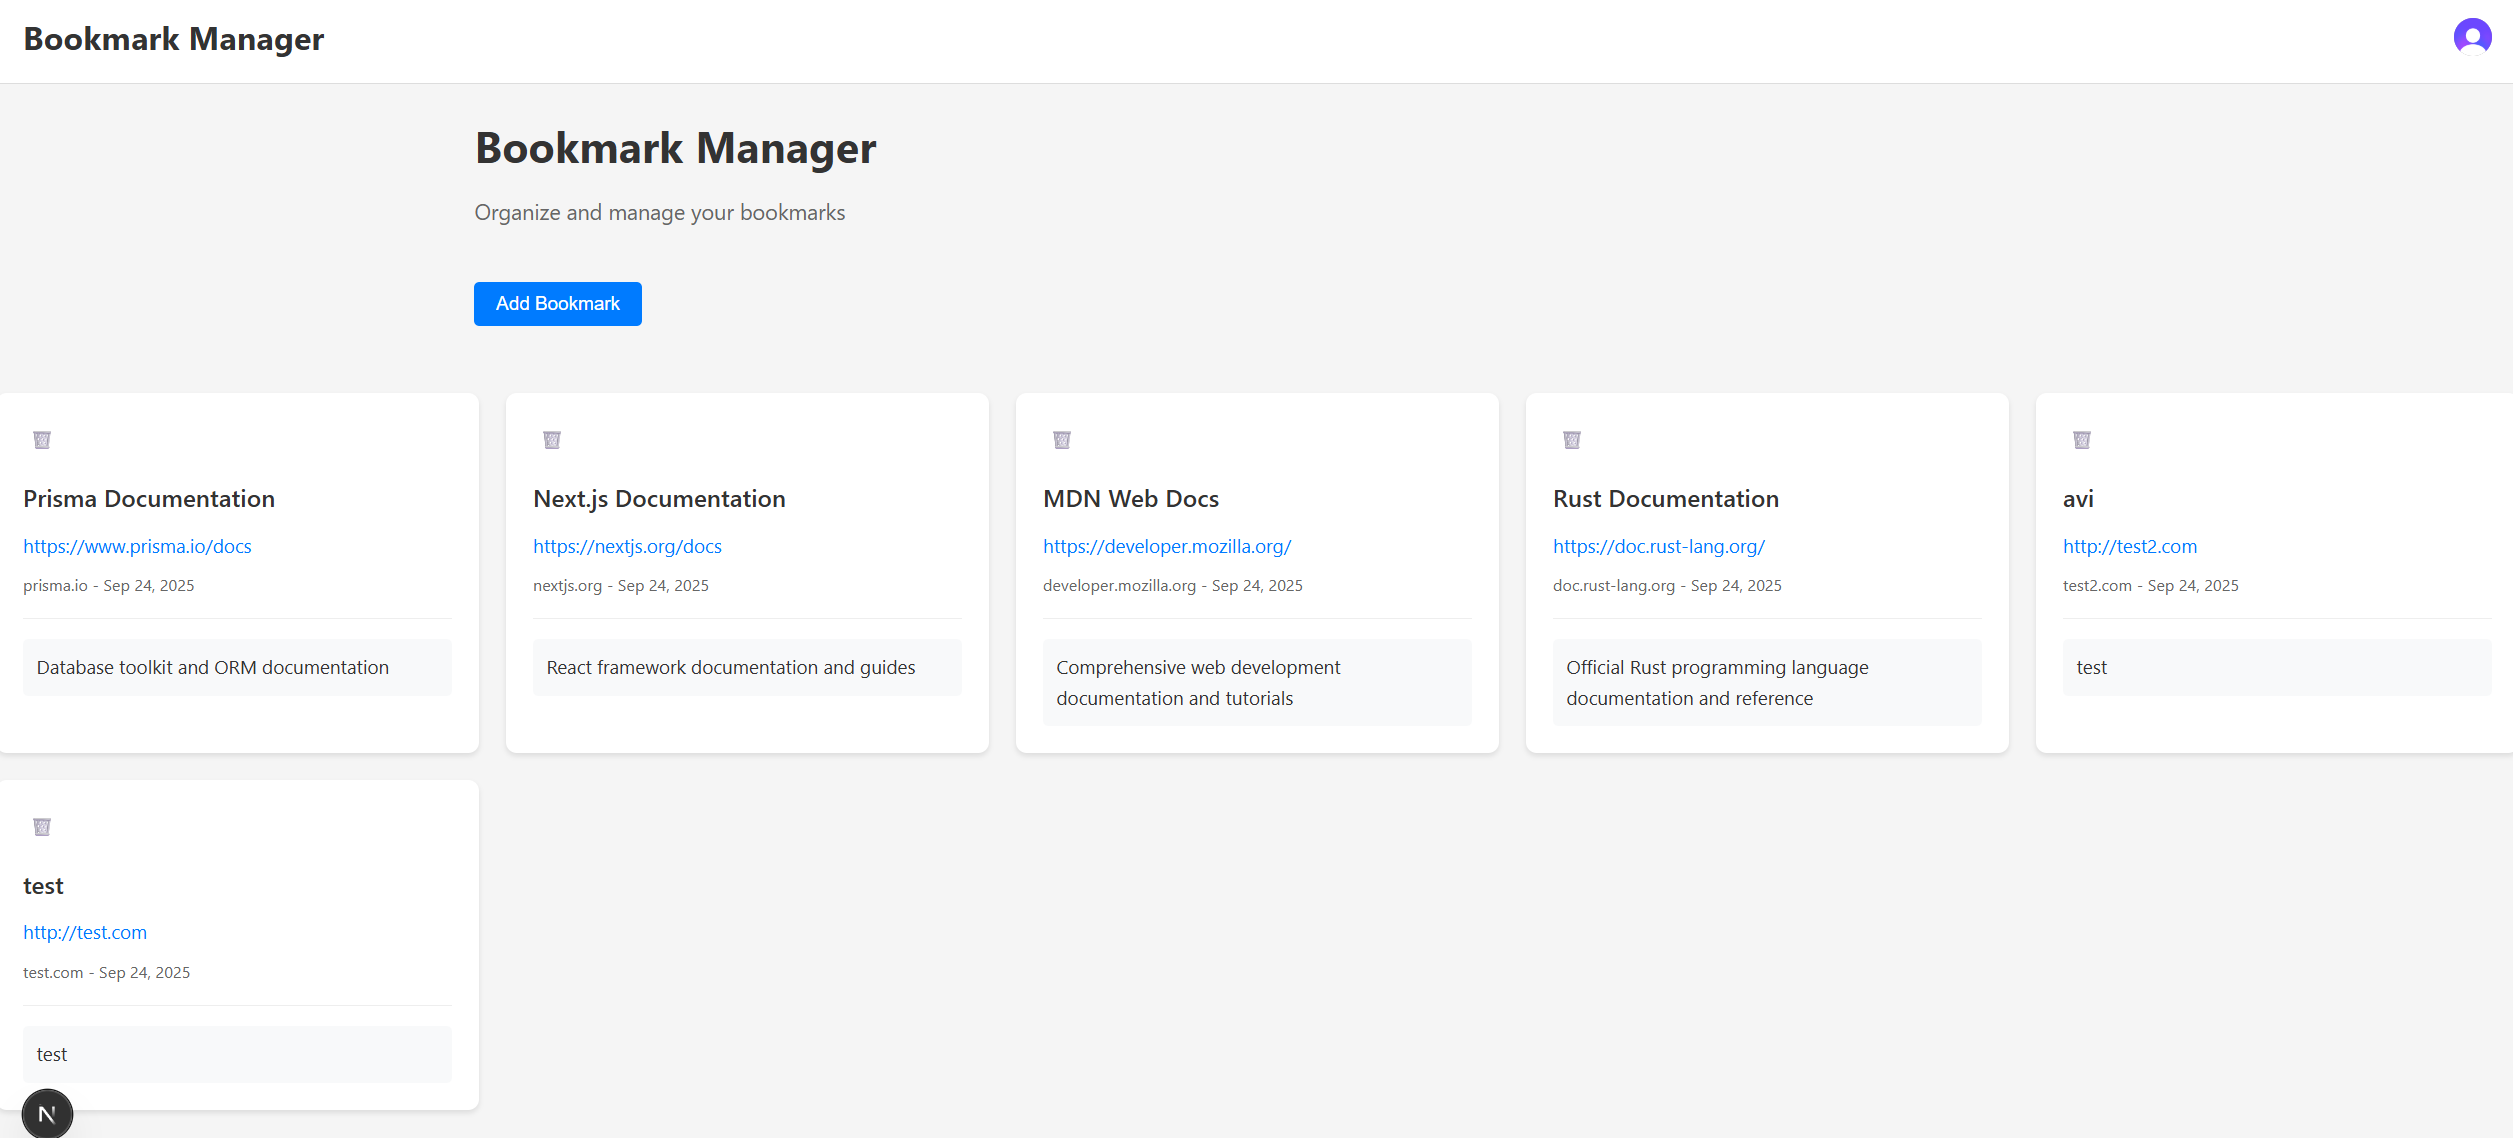 Bookmark Manager
Bookmark Manager
Organize and manage your bookmarks
Add Bookmark
Prisma Documentation
https://www.prisma.io/docs
prisma.io - Sep 24, 2025
Database toolkit and ORM documentation
Next.js Documentation
https://nextjs.org/docs
nextjs.org - Sep 24, 2025
React framework documentation and guides
MDN Web Docs
https://developer.mozilla.org/
developer.mozilla.org - Sep 24, 2025
Comprehensive web development
documentation and tutorials
Rust Documentation
https://doc.rust-lang.org/
doc.rust-lang.org - Sep 24, 2025
Official Rust programming language
documentation and reference
avi
http://test2.com
test2.com - Sep 24, 2025
test
test
http://test.com
test.com - Sep 24, 2025
test
N